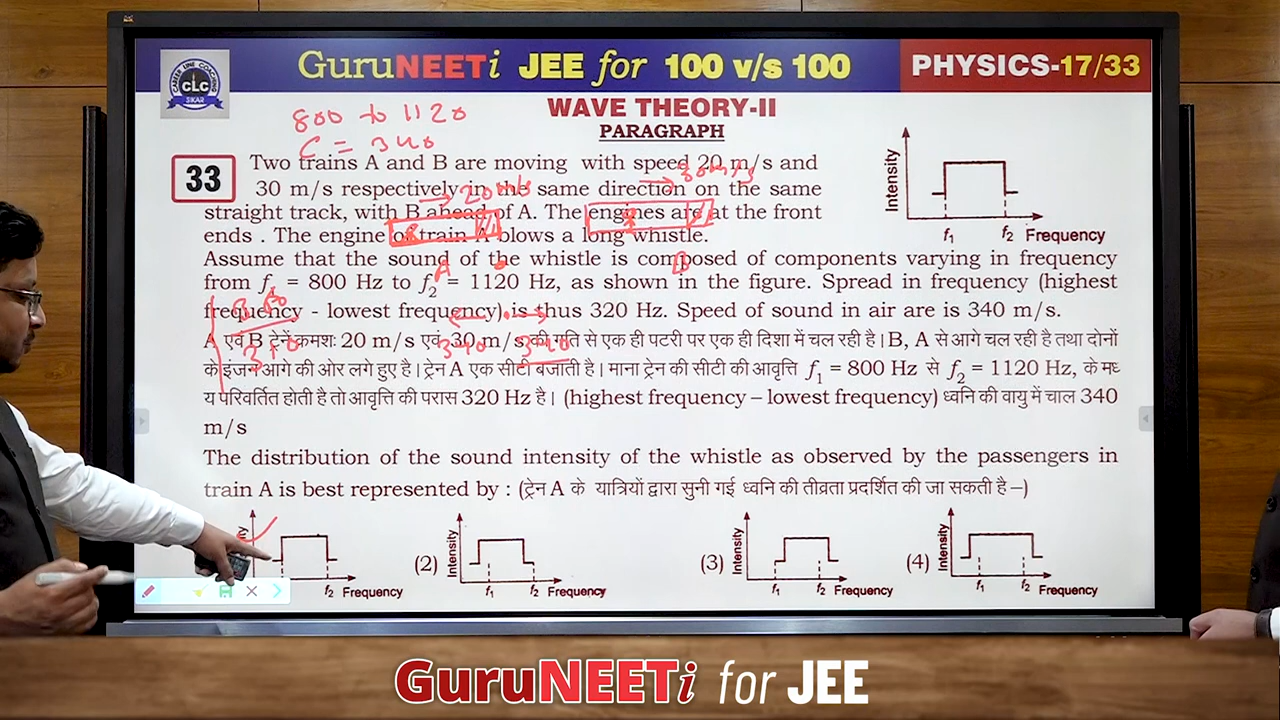 GuruNEETi JEE for 100 v/s 100
PHYSICS-17/33
CAREER LINE COACHING
CLC
SIKAR
WAVE THEORY-II
PARAGRAPH
800 to 1120
C = 340
33
Two trains A and B are moving with speed 20 m/s and
30 m/s respectively in the same direction on the same
straight track, with B ahead of A. The engines are at the front
ends . The engine of train A blows a long whistle.
20 m/s
30 m/s
A
B
Intensity
f1 f2 Frequency
Assume that the sound of the whistle is composed of components varying in frequency
from f1 = 800 Hz to f2 = 1120 Hz, as shown in the figure. Spread in frequency (highest
frequency - lowest frequency) is thus 320 Hz. Speed of sound in air are is 340 m/s.
340 340
A एवं B ट्रेनें क्रमशः 20 m/s एवं 30 m/s की गति से एक ही पटरी पर एक ही दिशा में चल रही है। B, A से आगे चल रही है तथा दोनों
के इंजन आगे की ओर लगे हुए है। ट्रेन A एक सीटी बजाती है। माना ट्रेन की सीटी की आवृत्ति f1 = 800 Hz से f2 = 1120 Hz, के मध
य परिवर्तित होती है तो आवृत्ति की परास 320 Hz है। (highest frequency – lowest frequency) ध्वनि की वायु में चाल 340
m/s
The distribution of the sound intensity of the whistle as observed by the passengers in
train A is best represented by : (ट्रेन A के यात्रियों द्वारा सुनी गई ध्वनि की तीव्रता प्रदर्शित की जा सकती है –)
f2 Frequency
(2) Intensity f1 f2 Frequency
(3) Intensity f1 f2 Frequency
(4) Intensity f1 f2 Frequency
GuruNEETi for JEE